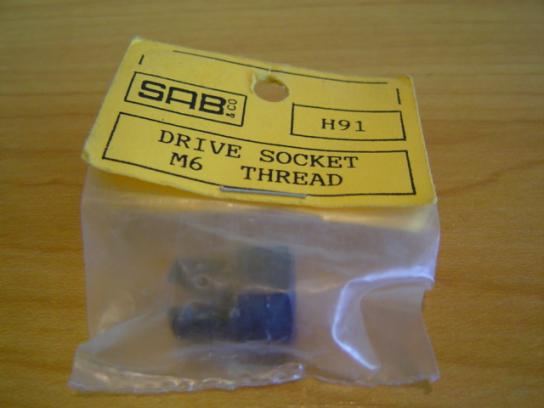 SAB & CO
H91
DRIVE SOCKET
M6 THREAD